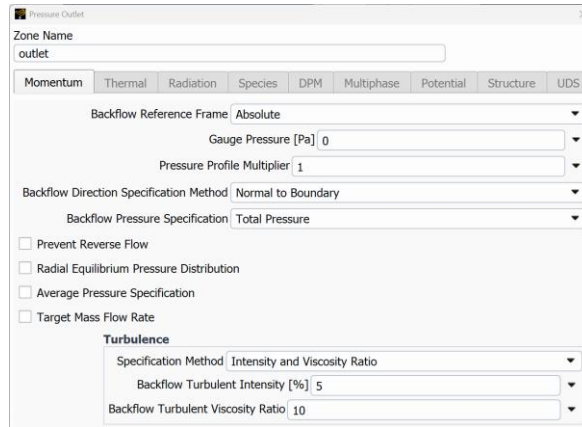 Pressure Outlet
Zone Name
outlet
Momentum Thermal Radiation Species DPM Multiphase Potential Structure UDS
Backflow Reference Frame Absolute
Gauge Pressure [Pa] 0
Pressure Profile Multiplier 1
Backflow Direction Specification Method Normal to Boundary
Backflow Pressure Specification Total Pressure
Prevent Reverse Flow
Radial Equilibrium Pressure Distribution
Average Pressure Specification
Target Mass Flow Rate
Turbulence
Specification Method Intensity and Viscosity Ratio
Backflow Turbulent Intensity [%] 5
Backflow Turbulent Viscosity Ratio 10